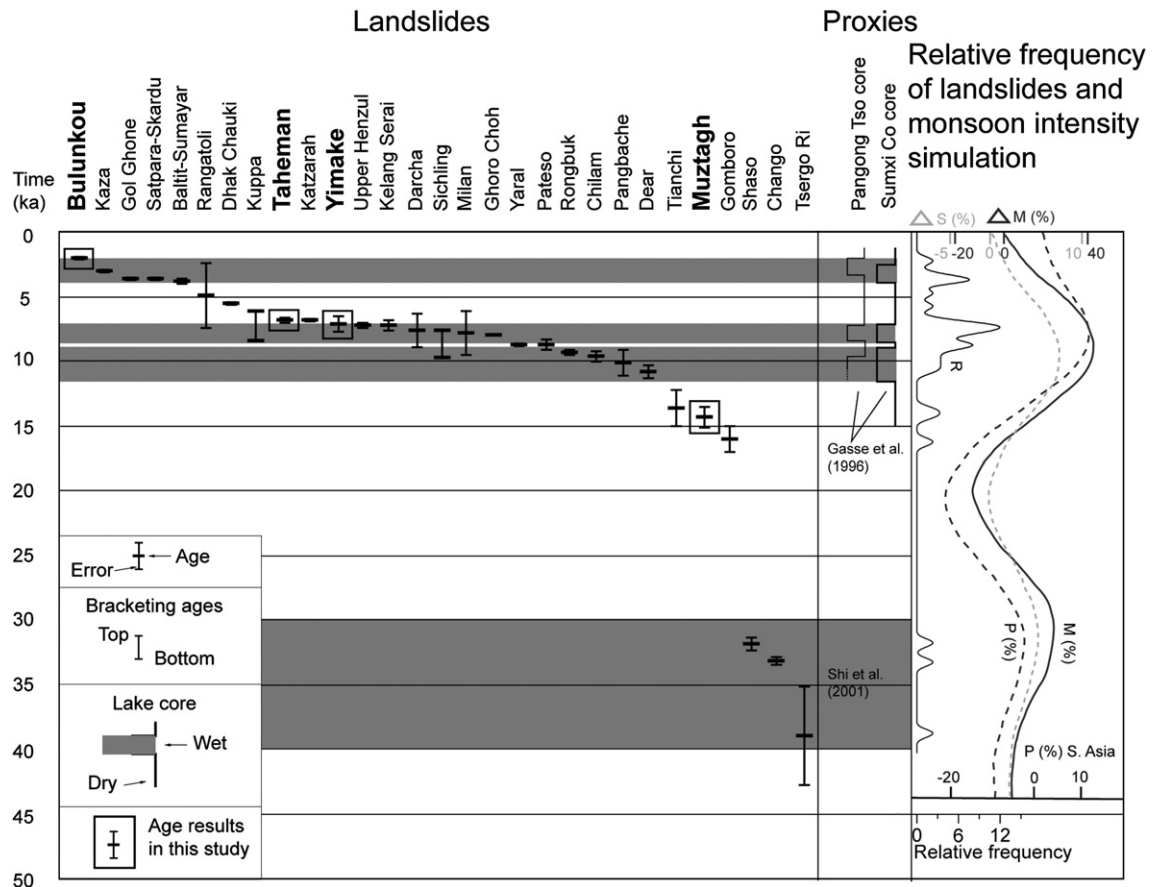 Landslides
Proxies
Relative frequency
of landslides and
monsoon intensity
simulation
Time
(ka)
Bulunkou
Kaza
Gol Ghone
Satpara-Skardu
Baltit-Sumayar
Rangatoli
Dhak Chauki
Kuppa
Taheman
Katzarah
Yimake
Upper Henzul
Kelang Serai
Darcha
Sichling
Milan
Ghoro Choh
Yaral
Pateso
Rongbuk
Chilam
Pangbache
Dear
Tianchi
Muztagh
Gomboro
Shaso
Chango
Tsergo Ri
Pangong Tso core
Sumxi Co core
△ S (%)
△ M (%)
-5 -20 0 0 10 40
0
5
10
15
20
25
30
35
40
45
50
R
Gasse et al.
(1996)
Age
Error
Bracketing ages
Top
Bottom
Lake core
Wet
Dry
Age results
in this study
Shi et al.
(2001)
P (%)
M (%)
P (%) S. Asia
-20 0 10
0 6 12
Relative frequency